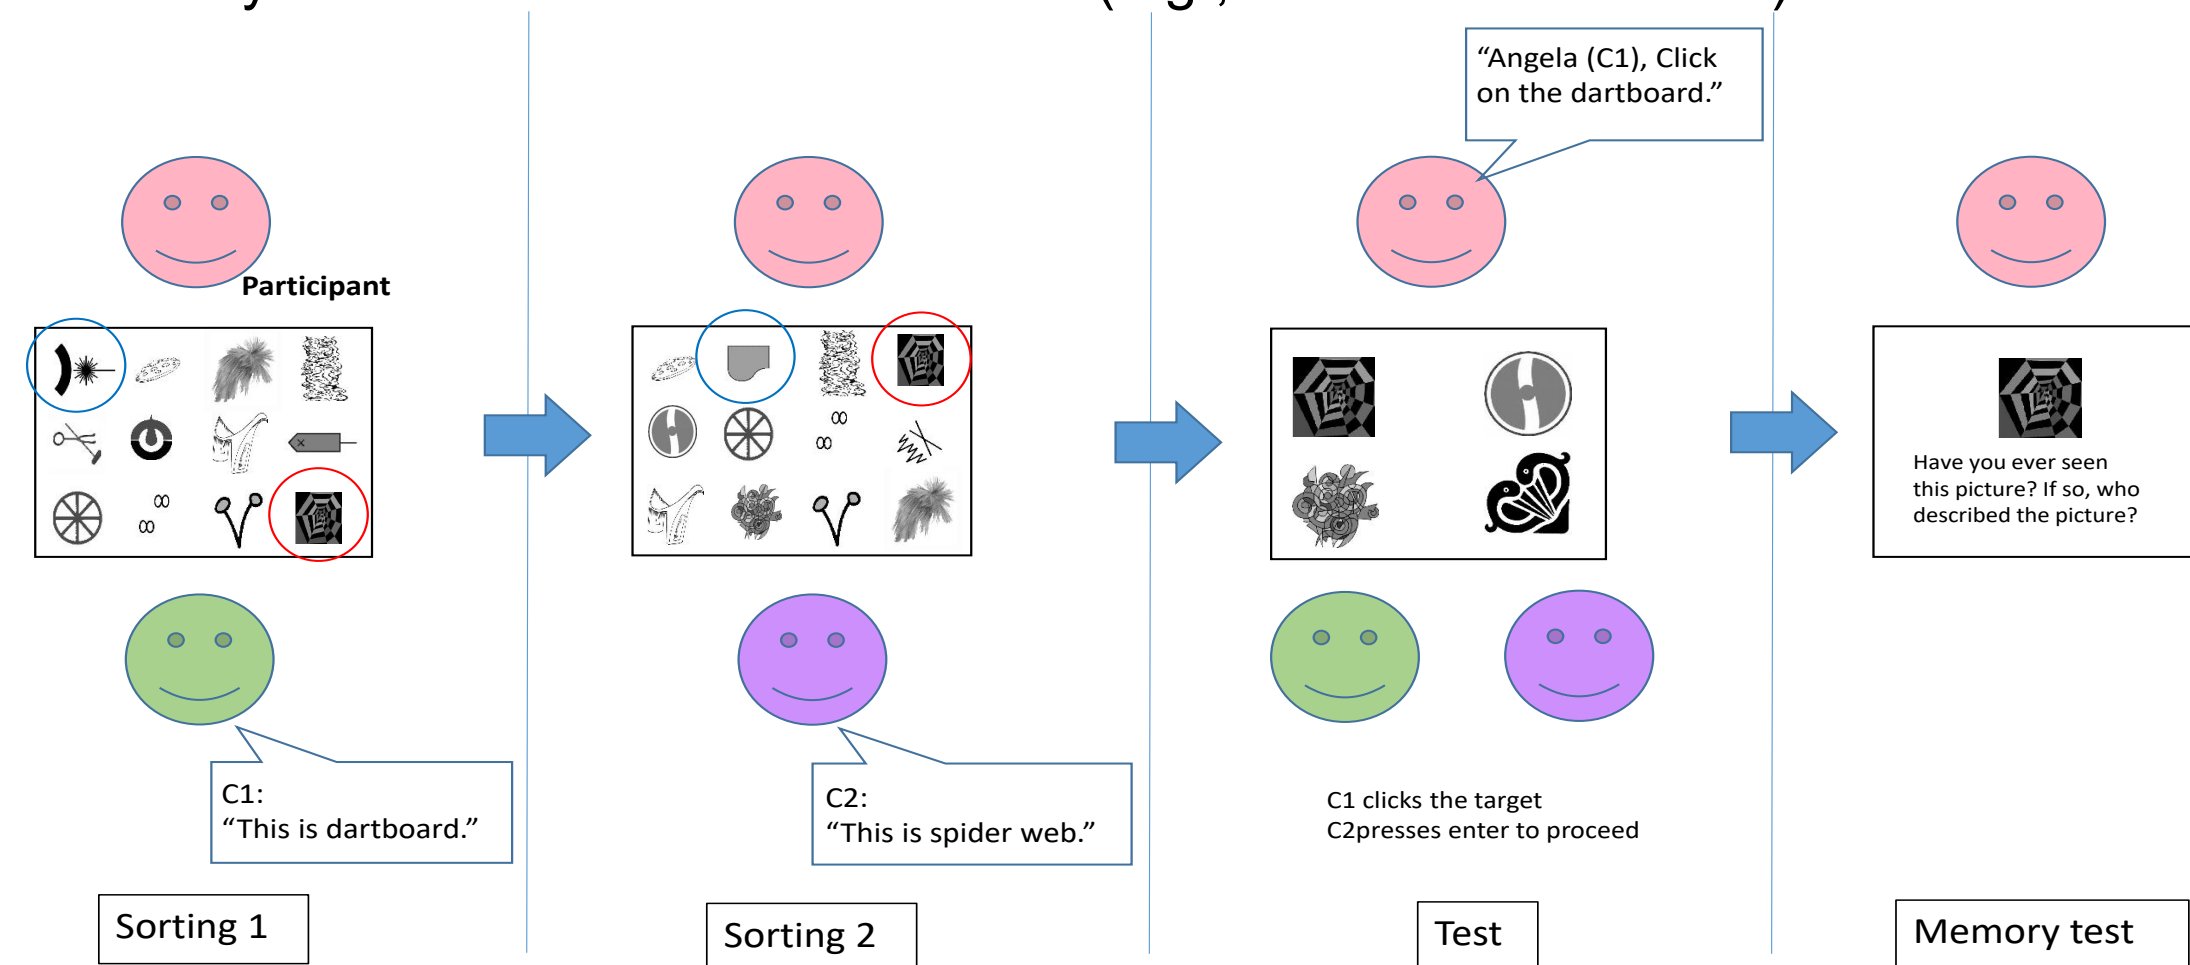 “Angela (C1), Click
on the dartboard.”
Participant
Have you ever seen
this picture? If so, who
described the picture?
C1:
“This is dartboard.”
C2:
“This is spider web.”
C1 clicks the target
C2presses enter to proceed
Sorting 1
Sorting 2
Test
Memory test